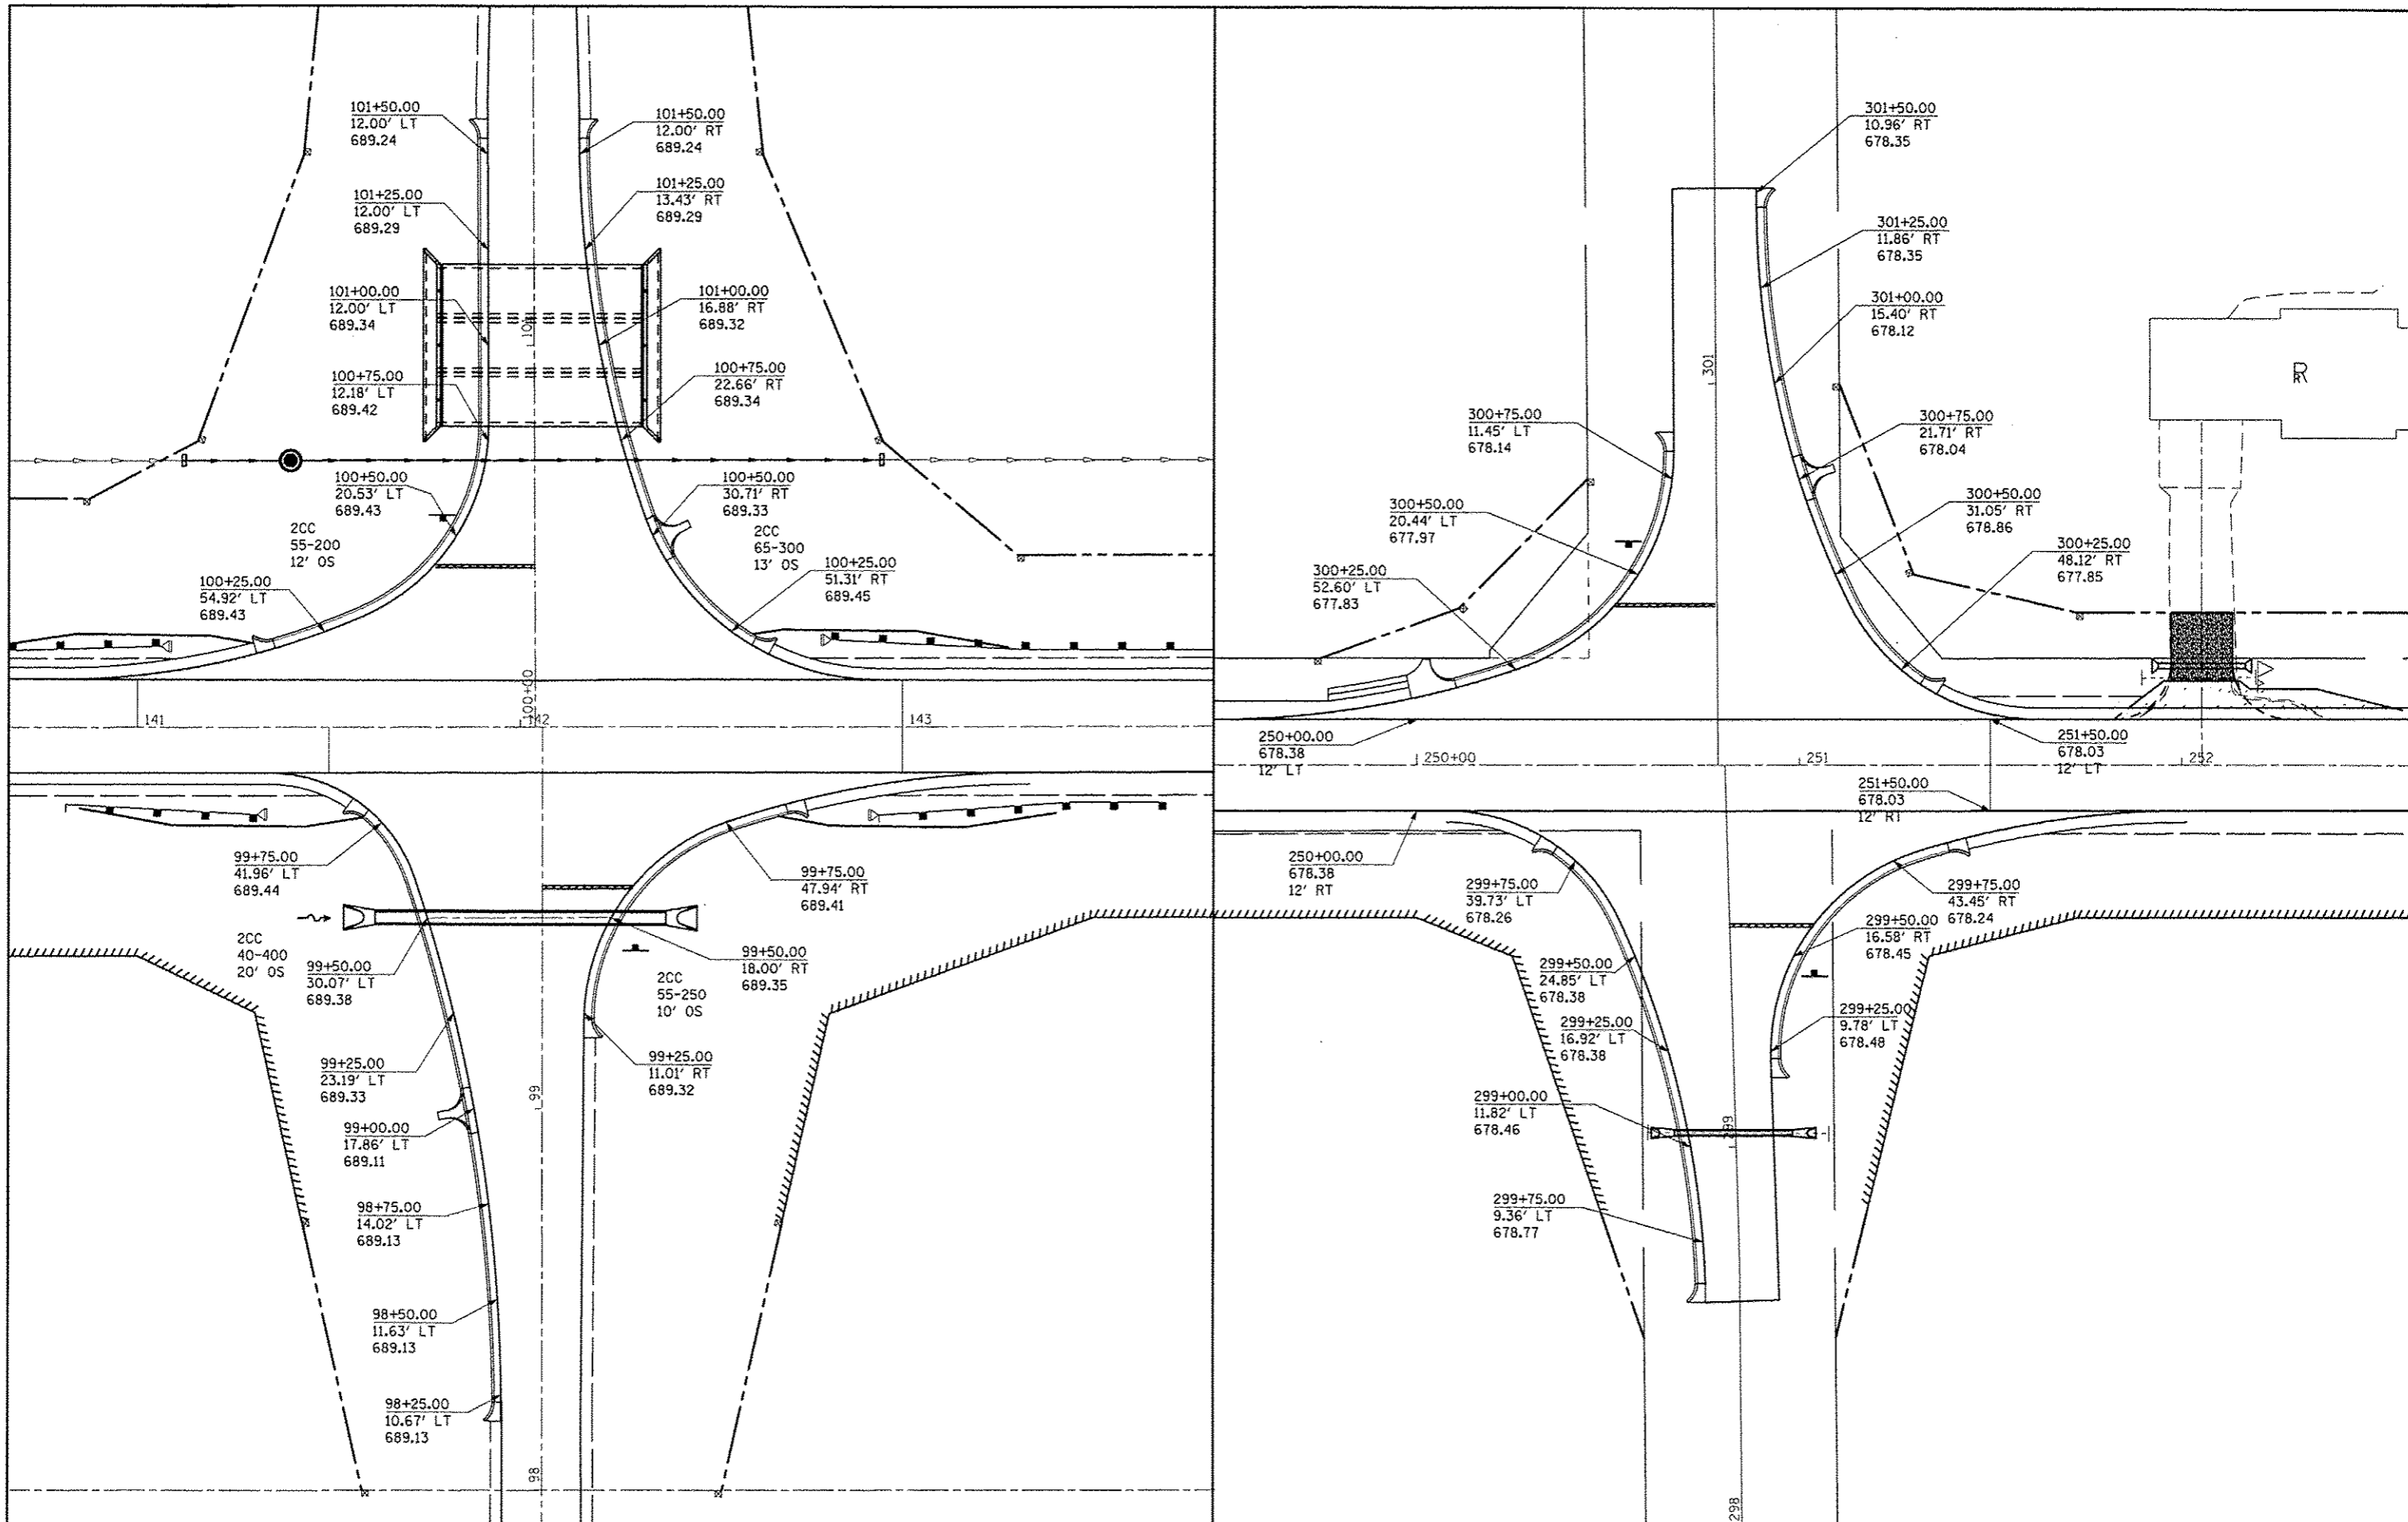 101+50.00
12.00' LT
689.24
101+50.00
12.00' RT
689.24
101+25.00
12.00' LT
689.29
101+25.00
13.43' RT
689.29
101+00.00
12.00' LT
689.34
101+00.00
16.88' RT
689.32
100+75.00
12.18' LT
689.42
100+75.00
22.66' RT
689.34
100+50.00
20.53' LT
689.43
100+50.00
30.71' RT
689.33
2CC
55-200
12' OS
2CC
65-300
13' OS
100+25.00
54.92' LT
689.43
100+25.00
51.31' RT
689.45
100+00
141
142
143
99+75.00
41.96' LT
689.44
99+75.00
47.94' RT
689.41
2CC
40-400
20' OS
99+50.00
30.07' LT
689.38
99+50.00
18.00' RT
689.35
2CC
55-250
10' OS
99+25.00
23.19' LT
689.33
99+25.00
11.01' RT
689.32
99
99+00.00
17.86' LT
689.11
98+75.00
14.02' LT
689.13
98+50.00
11.63' LT
689.13
98+25.00
10.67' LT
689.13
98
301+50.00
10.96' RT
678.35
301+25.00
11.86' RT
678.35
301+00.00
15.40' RT
678.12
301
R
300+75.00
11.45' LT
678.14
300+75.00
21.71' RT
678.04
300+50.00
20.44' LT
677.97
300+50.00
31.05' RT
678.86
300+25.00
52.60' LT
677.83
300+25.00
48.12' RT
677.85
250+00.00
678.38
12' LT
250+00
251
251+50.00
678.03
12' LT
252
251+50.00
678.03
12' RT
250+00.00
678.38
12' RT
299+75.00
39.73' LT
678.26
299+75.00
43.45' RT
678.24
299+50.00
16.58' RT
678.45
299+50.00
24.85' LT
678.38
299+25.00
16.92' LT
678.38
299+25.00
9.78' LT
678.48
299+00.00
11.82' LT
678.46
299
299+75.00
9.36' LT
678.77
298